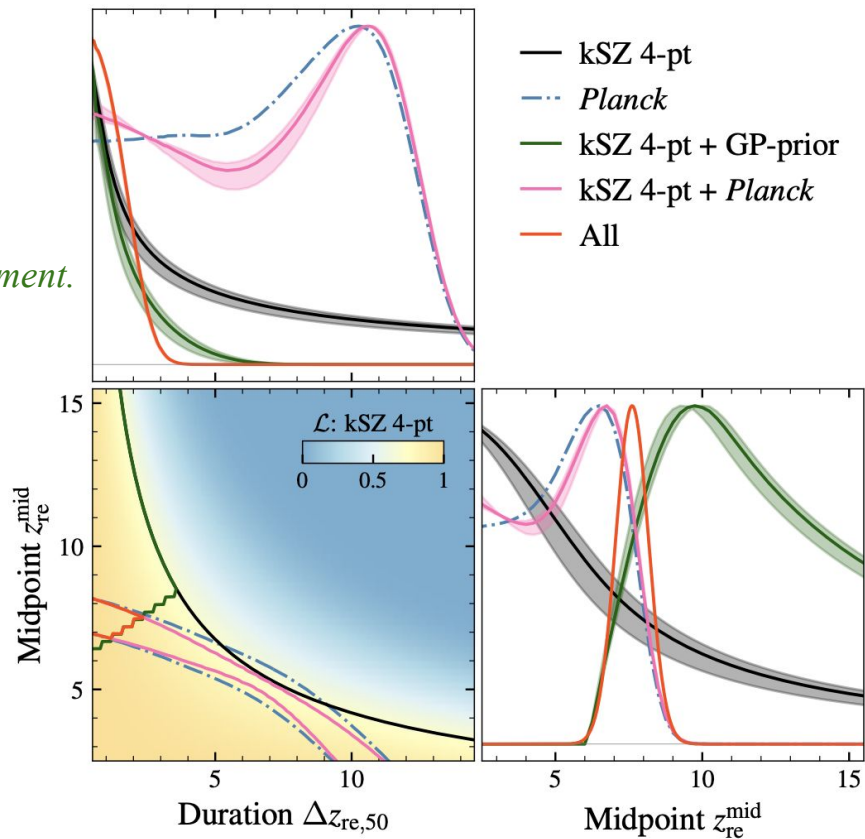 kSZ 4-pt
Planck
kSZ 4-pt + GP-prior
kSZ 4-pt + Planck
All
ment.
15
10
5
Midpoint z_re^mid
ℒ: kSZ 4-pt
0 0.5 1
5 10
Duration Δz_re,50
5 10 15
Midpoint z_re^mid